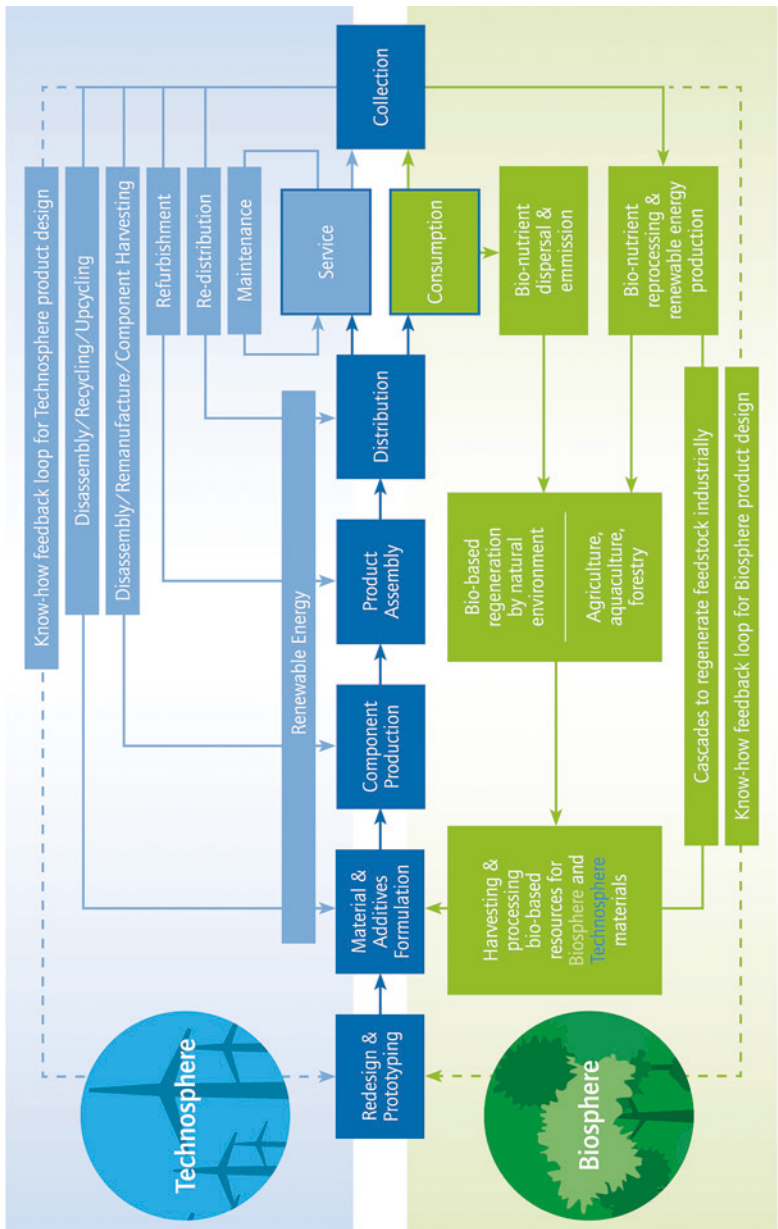 Technosphere
Know-how feedback loop for Technosphere product design
Disassembly/Recycling/Upcycling
Disassembly/Remanufacture/Component Harvesting
Refurbishment
Re-distribution
Maintenance
Renewable Energy
Service
Redesign &
Prototyping
Material &
Additives
Formulation
Component
Production
Product
Assembly
Distribution
Collection
Consumption
Biosphere
Harvesting &
processing
bio-based
resources for
Biosphere and
Technosphere
materials
Bio-based
regeneration
by natural
environment
Agriculture,
aquaculture,
forestry
Bio-nutrient
dispersal &
emmission
Bio-nutrient
reprocessing &
renewable energy
production
Cascades to regenerate feedstock industrially
Know-how feedback loop for Biosphere product design